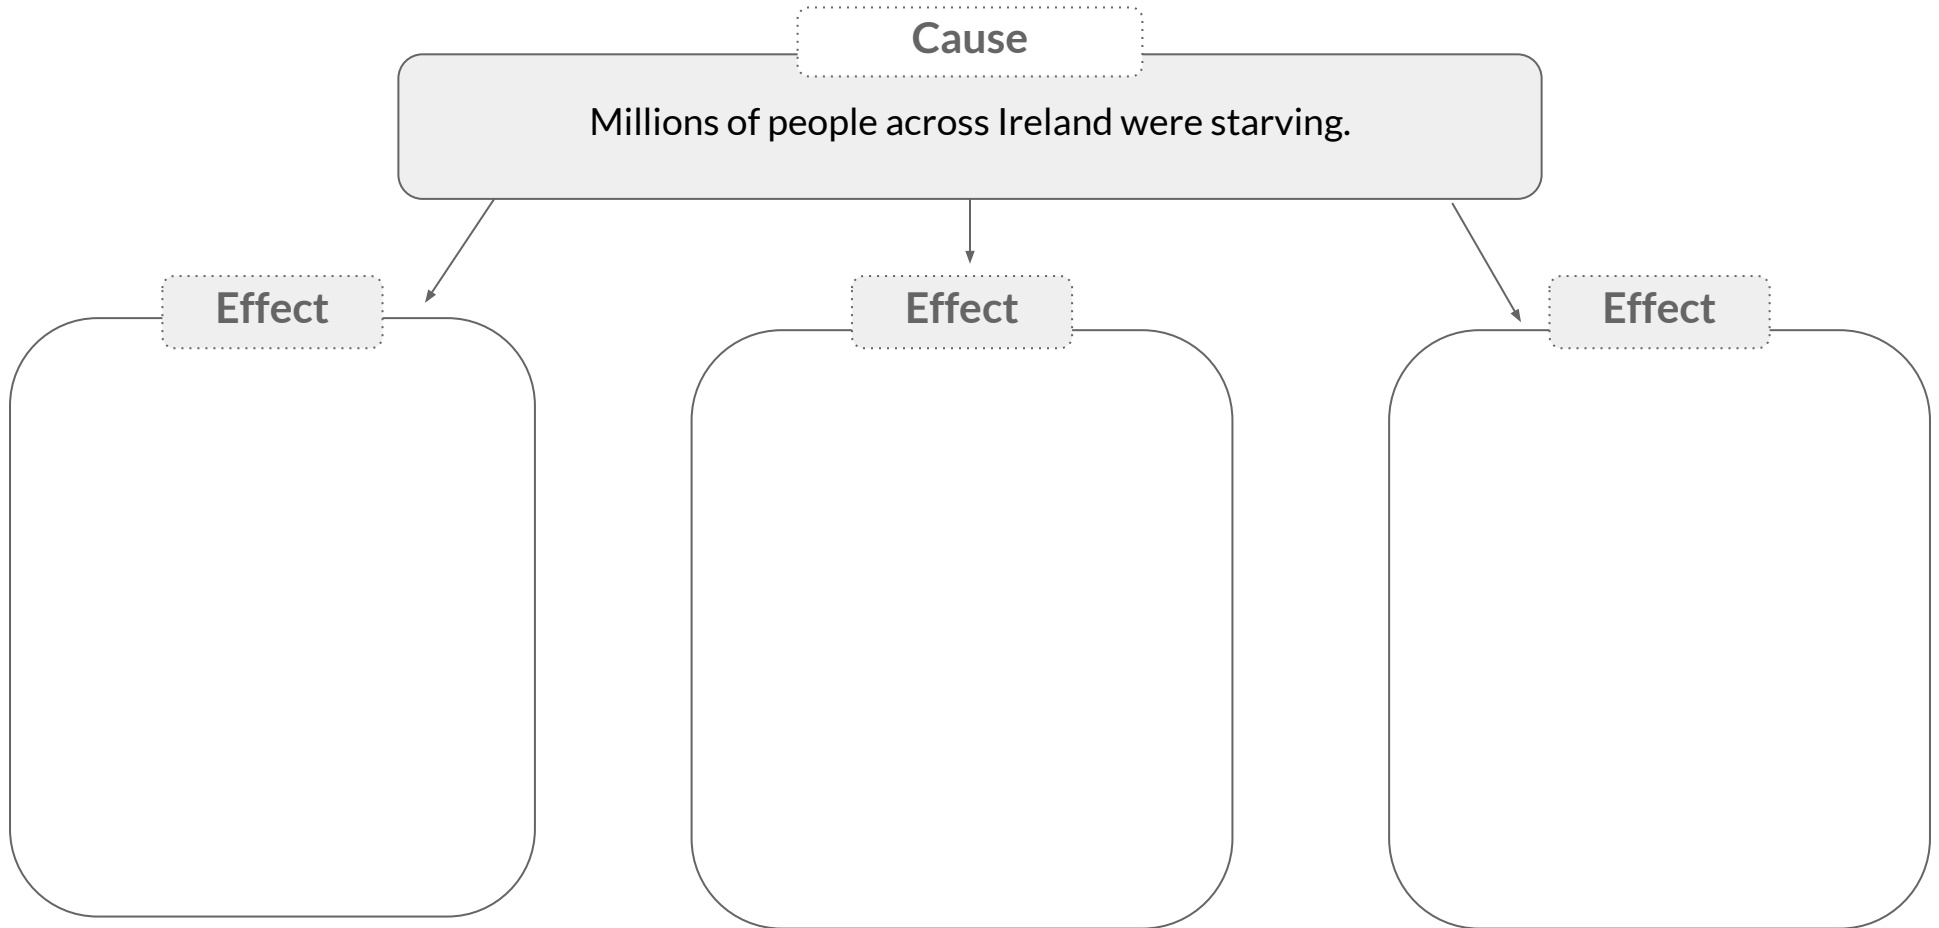 Cause
Millions of people across Ireland were starving.
Effect
Effect
Effect